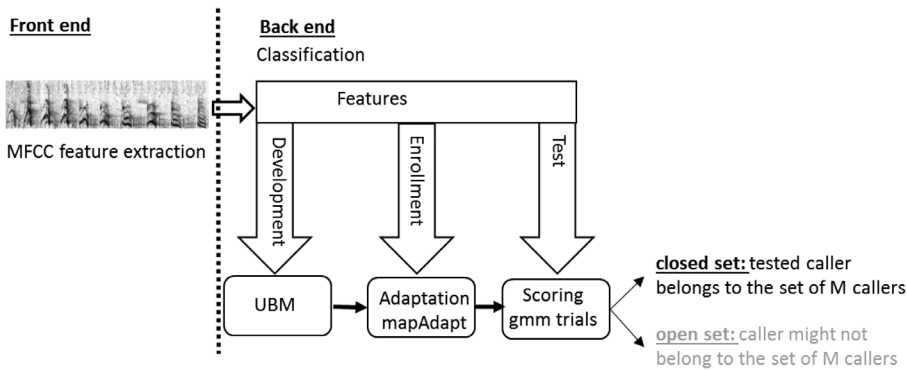 Front end
Back end
Classification
MFCC feature extraction
Features
Development
Enrollment
Test
UBM
Adaptation
mapAdapt
Scoring
gmm trials
closed set: tested caller
belongs to the set of M callers
open set: caller might not
belong to the set of M callers